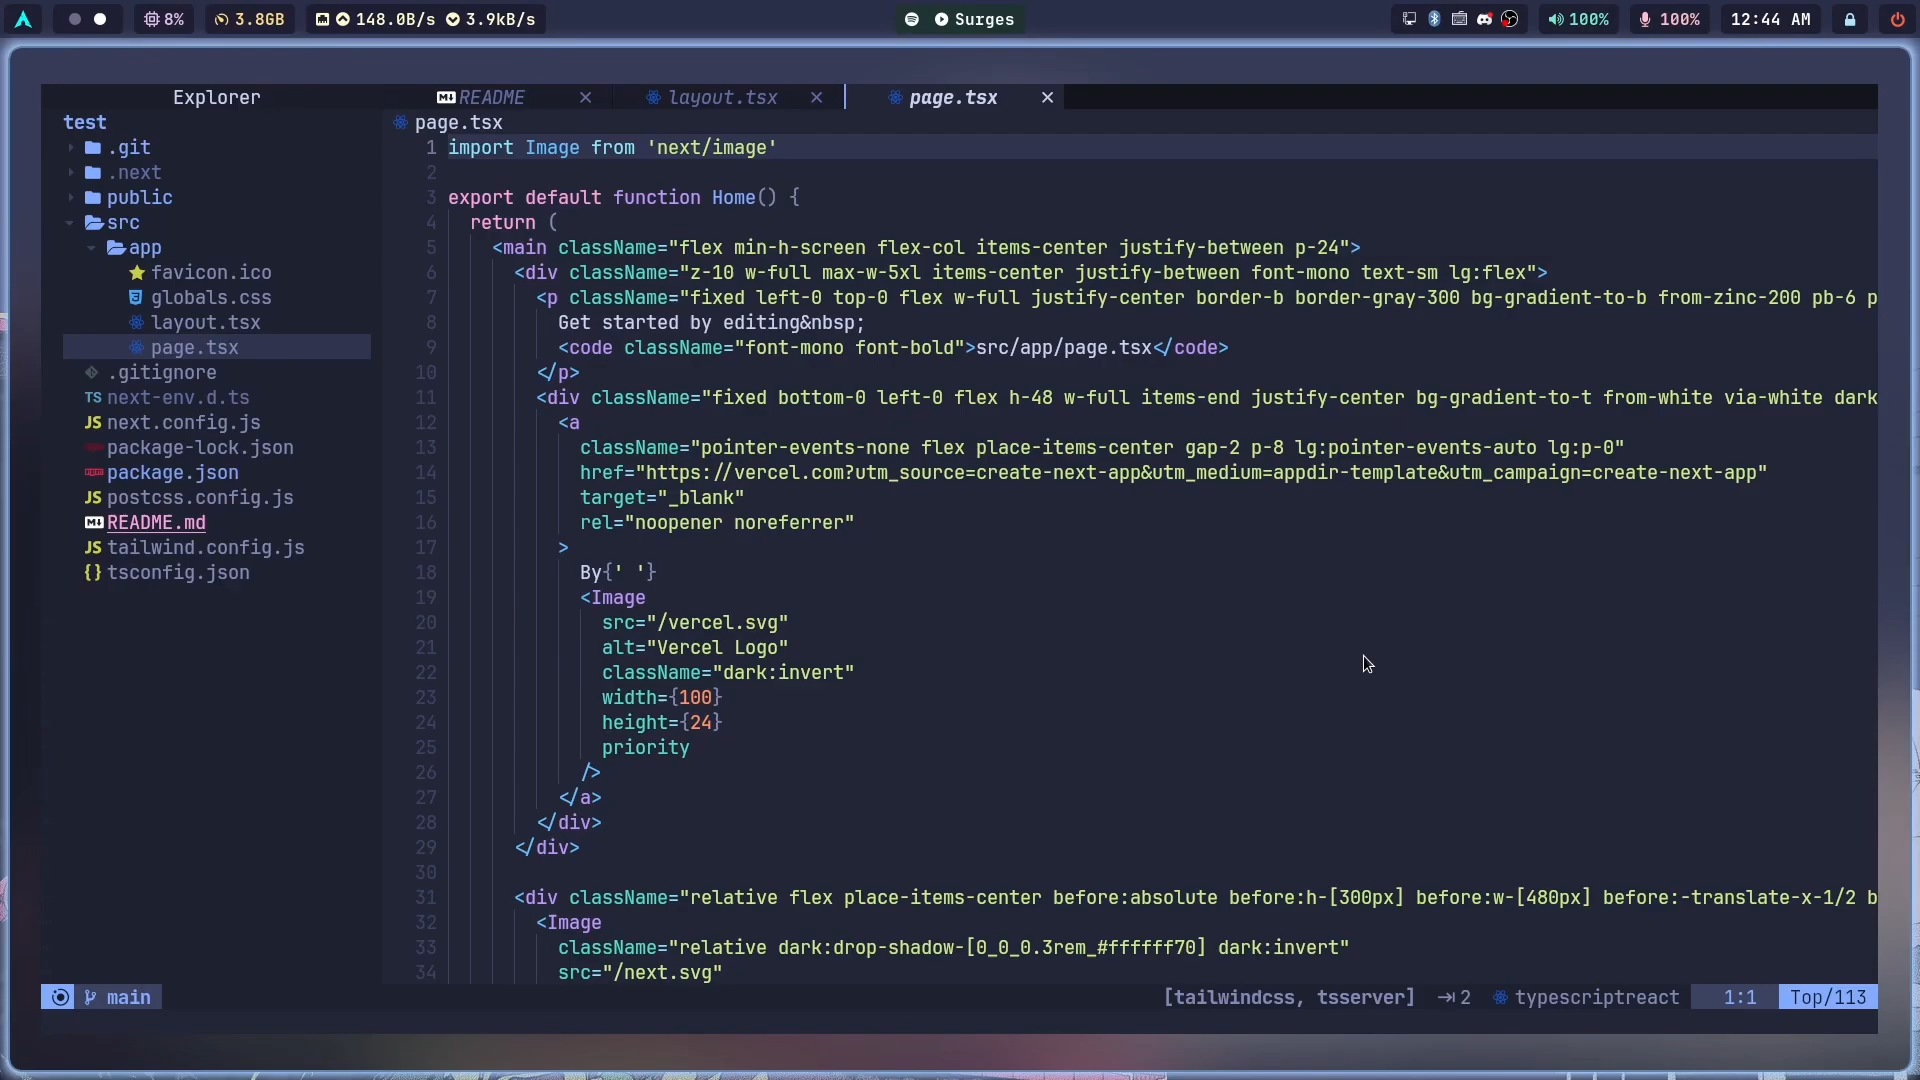 8%
3.8GB
148.0B/s 3.9kB/s
Surges
100%
100%
12:44 AM
Explorer
README
layout.tsx
page.tsx
test
.git
.next
public
src
app
favicon.ico
globals.css
layout.tsx
page.tsx
.gitignore
TS next-env.d.ts
JS next.config.js
package-lock.json
package.json
JS postcss.config.js
README.md
JS tailwind.config.js
{} tsconfig.json
page.tsx
1 import Image from 'next/image'
2
3 export default function Home() {
4 return (
5 <main className="flex min-h-screen flex-col items-center justify-between p-24">
6 <div className="z-10 w-full max-w-5xl items-center justify-between font-mono text-sm lg:flex">
7 <p className="fixed left-0 top-0 flex w-full justify-center border-b border-gray-300 bg-gradient-to-b from-zinc-200 pb-6 p
8 Get started by editing&nbsp;
9 <code className="font-mono font-bold">src/app/page.tsx</code>
10 </p>
11 <div className="fixed bottom-0 left-0 flex h-48 w-full items-end justify-center bg-gradient-to-t from-white via-white dark
12 <a
13 className="pointer-events-none flex place-items-center gap-2 p-8 lg:pointer-events-auto lg:p-0"
14 href="https://vercel.com?utm_source=create-next-app&utm_medium=appdir-template&utm_campaign=create-next-app"
15 target="_blank"
16 rel="noopener noreferrer"
17 >
18 By{' '}
19 <Image
20 src="/vercel.svg"
21 alt="Vercel Logo"
22 className="dark:invert"
23 width={100}
24 height={24}
25 priority
26 />
27 </a>
28 </div>
29 </div>
30
31 <div className="relative flex place-items-center before:absolute before:h-[300px] before:w-[480px] before:-translate-x-1/2 b
32 <Image
33 className="relative dark:drop-shadow-[0_0_0.3rem_#ffffff70] dark:invert"
34 src="/next.svg"
main
[tailwindcss, tsserver] 2 typescriptreact 1:1 Top/113